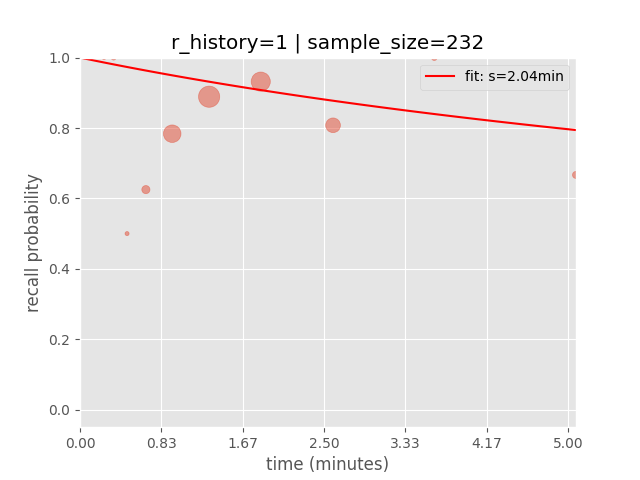 r_history=1 | sample_size=232
fit: s=2.04min
recall probability
1.0
0.8
0.6
0.4
0.2
0.0
0.00 0.83 1.67 2.50 3.33 4.17 5.00
time (minutes)